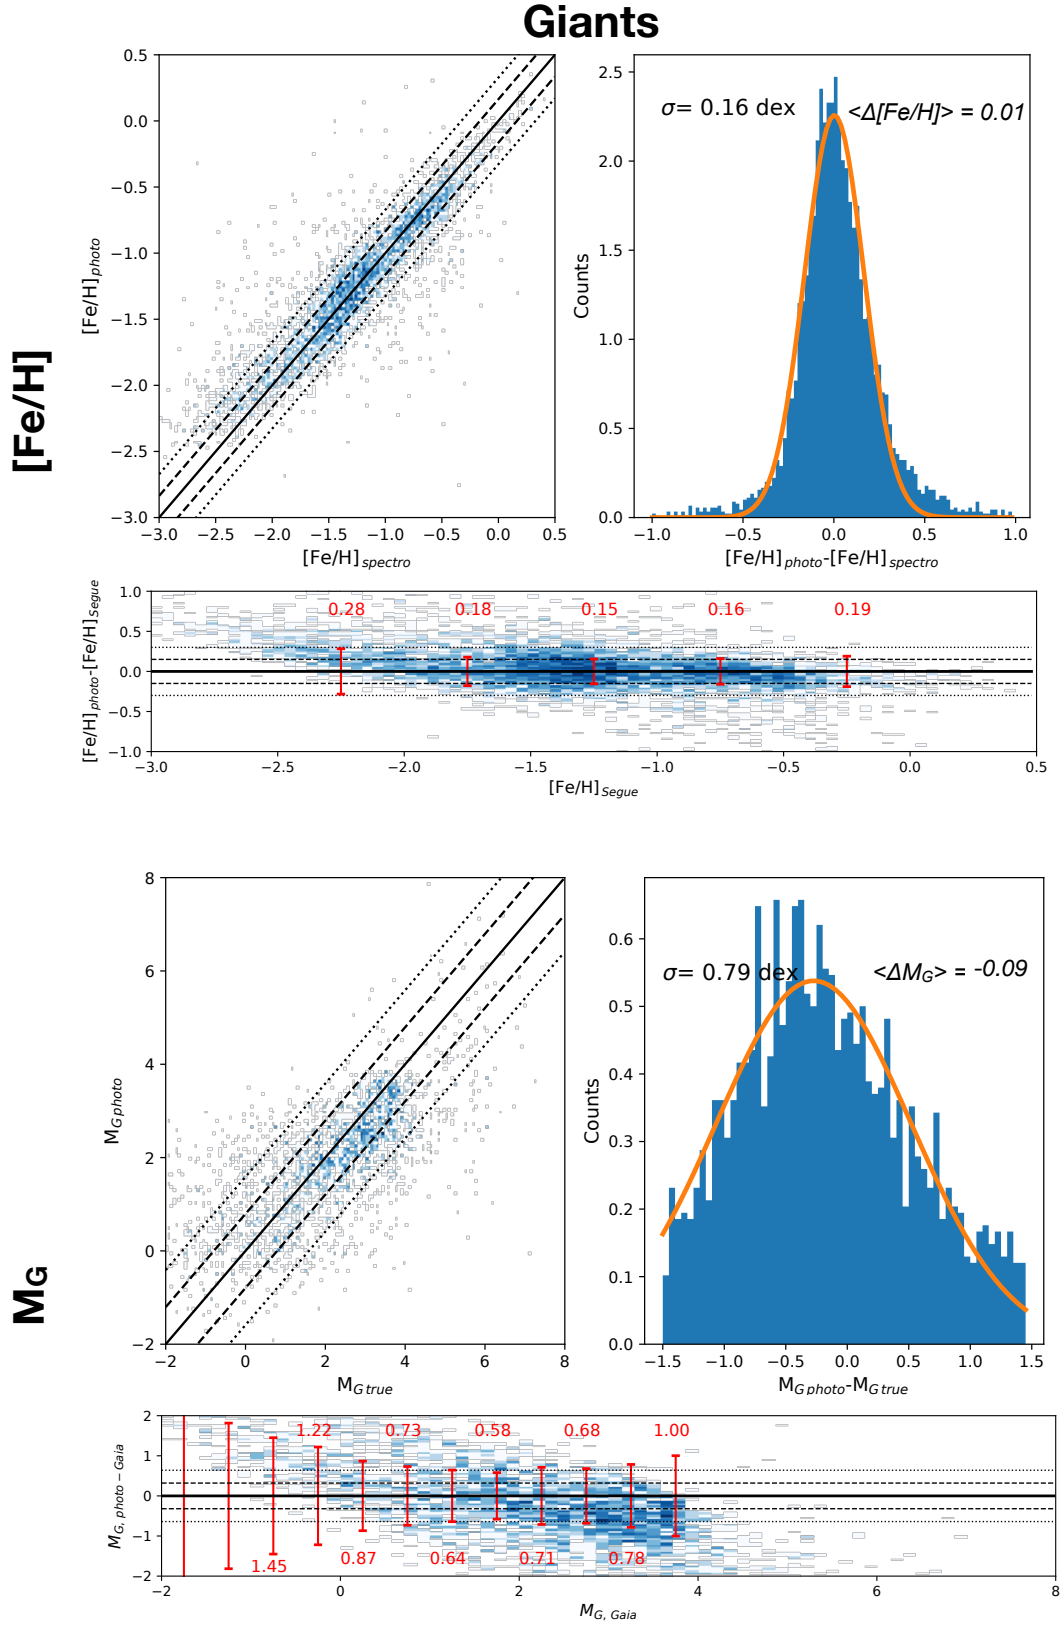 Giants
[Fe/H]
0.5
0.0
−0.5
−1.0
−1.5
−2.0
−2.5
−3.0
[Fe/H]photo
−3.0 −2.5 −2.0 −1.5 −1.0 −0.5 0.0 0.5
[Fe/H]spectro
σ= 0.16 dex <Δ[Fe/H]> = 0.01
2.5
2.0
1.5
1.0
0.5
0.0
Counts
−1.0 −0.5 0.0 0.5 1.0
[Fe/H]photo-[Fe/H]spectro
1.0
0.5
0.0
−0.5
−1.0
[Fe/H]photo-[Fe/H]Segue
0.28 0.18 0.15 0.16 0.19
−3.0 −2.5 −2.0 −1.5 −1.0 −0.5 0.0 0.5
[Fe/H]Segue
MG
8
6
4
2
0
−2
MG photo
−2 0 2 4 6 8
MG true
σ= 0.79 dex <ΔMG> = -0.09
0.6
0.5
0.4
0.3
0.2
0.1
0.0
Counts
−1.5 −1.0 −0.5 0.0 0.5 1.0 1.5
MG photo-MG true
2
1
0
−1
−2
MG, photo − Gaia
1.22 0.73 0.58 0.68 1.00
1.45 0.87 0.64 0.71 0.78
−2 0 2 4 6 8
MG, Gaia